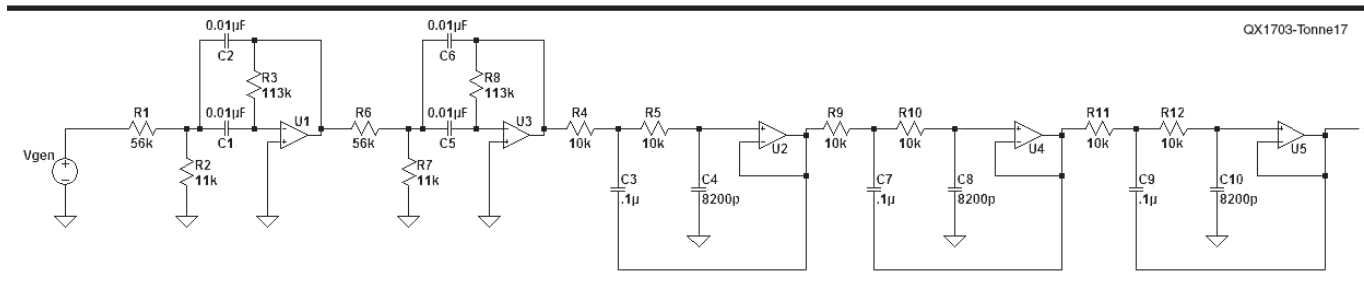 QX1703-Tonne17
0.01µF
C2
R3
113k
R1
56k
0.01µF
C1
U1
Vgen
R2
11k
0.01µF
C6
R8
113k
R6
56k
0.01µF
C5
U3
R7
11k
R4
10k
R5
10k
U2
C3
.1µ
C4
8200p
R9
10k
R10
10k
U4
C7
.1µ
C8
8200p
R11
10k
R12
10k
U5
C9
.1µ
C10
8200p